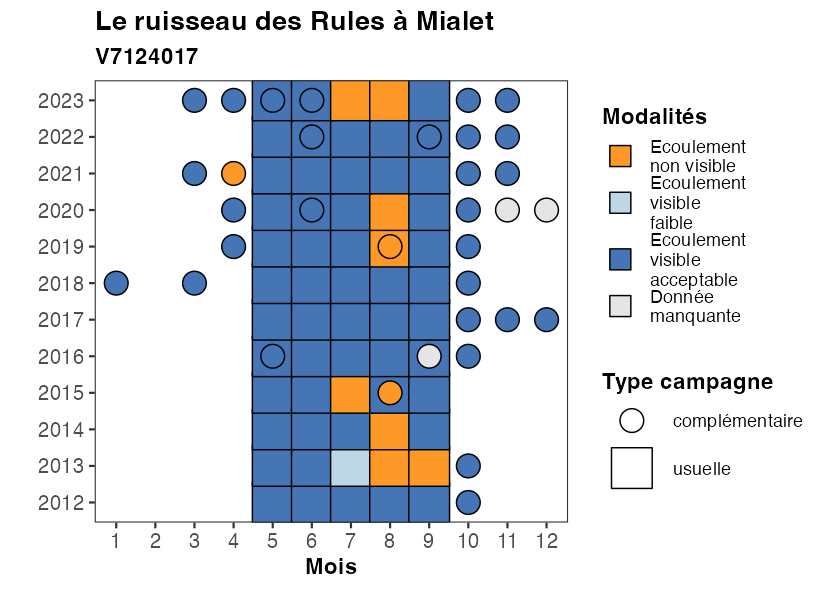 Le ruisseau des Rules à Mialet
V7124017
2023
2022
2021
2020
2019
2018
2017
2016
2015
2014
2013
2012
1 2 3 4 5 6 7 8 9 10 11 12
Mois
Modalités
Ecoulement
non visible
Ecoulement
visible
faible
Ecoulement
visible
acceptable
Donnée
manquante
Type campagne
complémentaire
usuelle